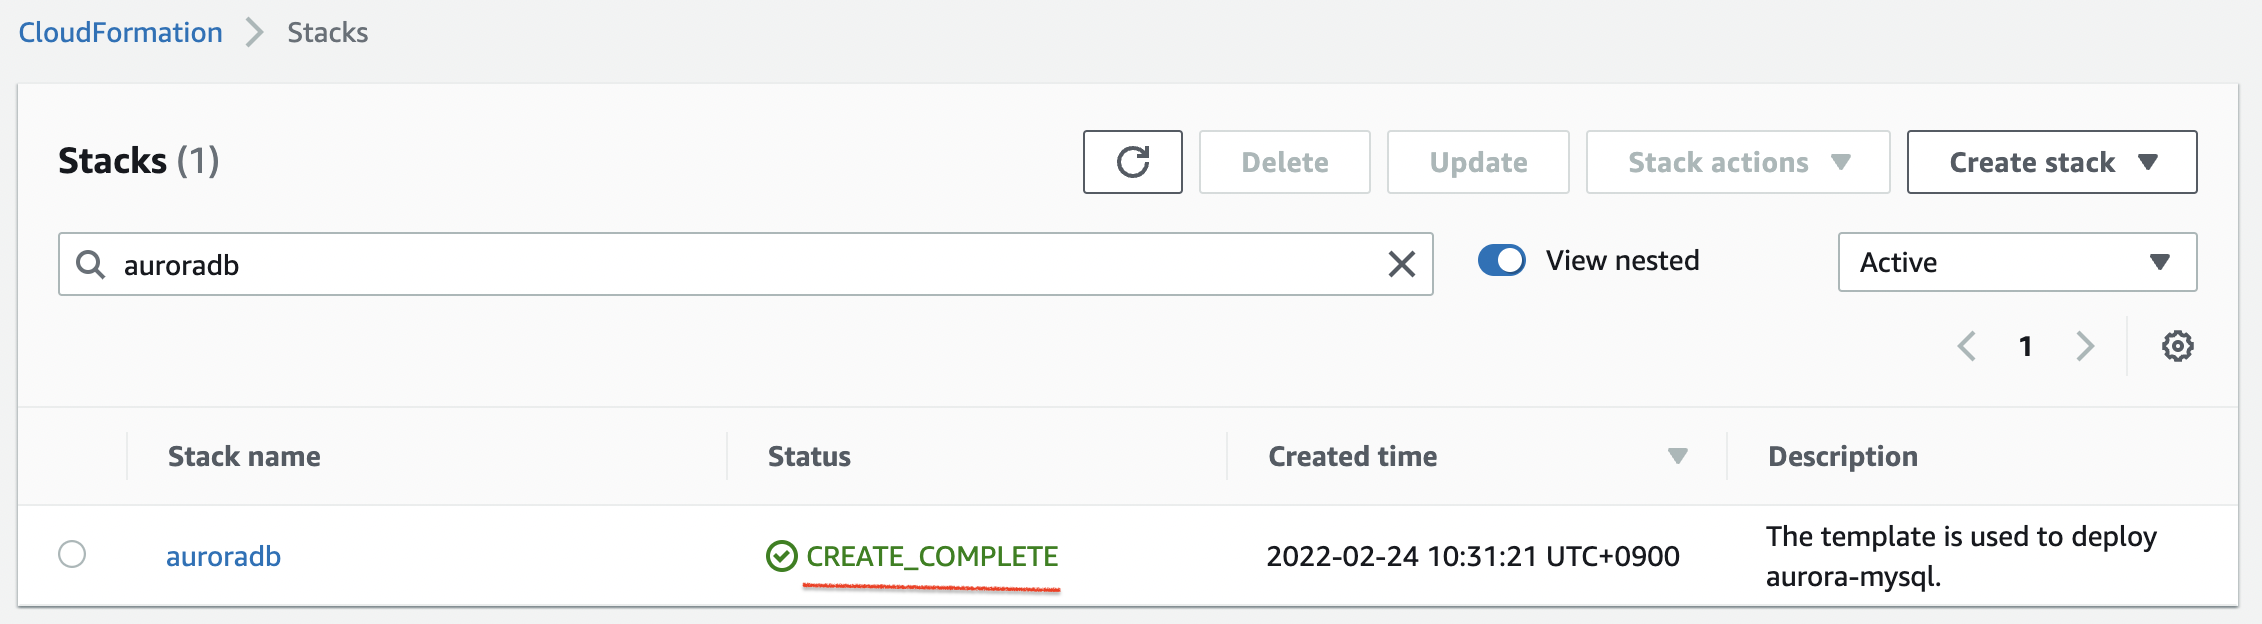 CloudFormation Stacks
Stacks (1)
Delete
Update
Stack actions
Create stack
auroradb
View nested
Active
1
Stack name Status Created time Description
auroradb CREATE_COMPLETE 2022-02-24 10:31:21 UTC+0900 The template is used to deploy
aurora-mysql.